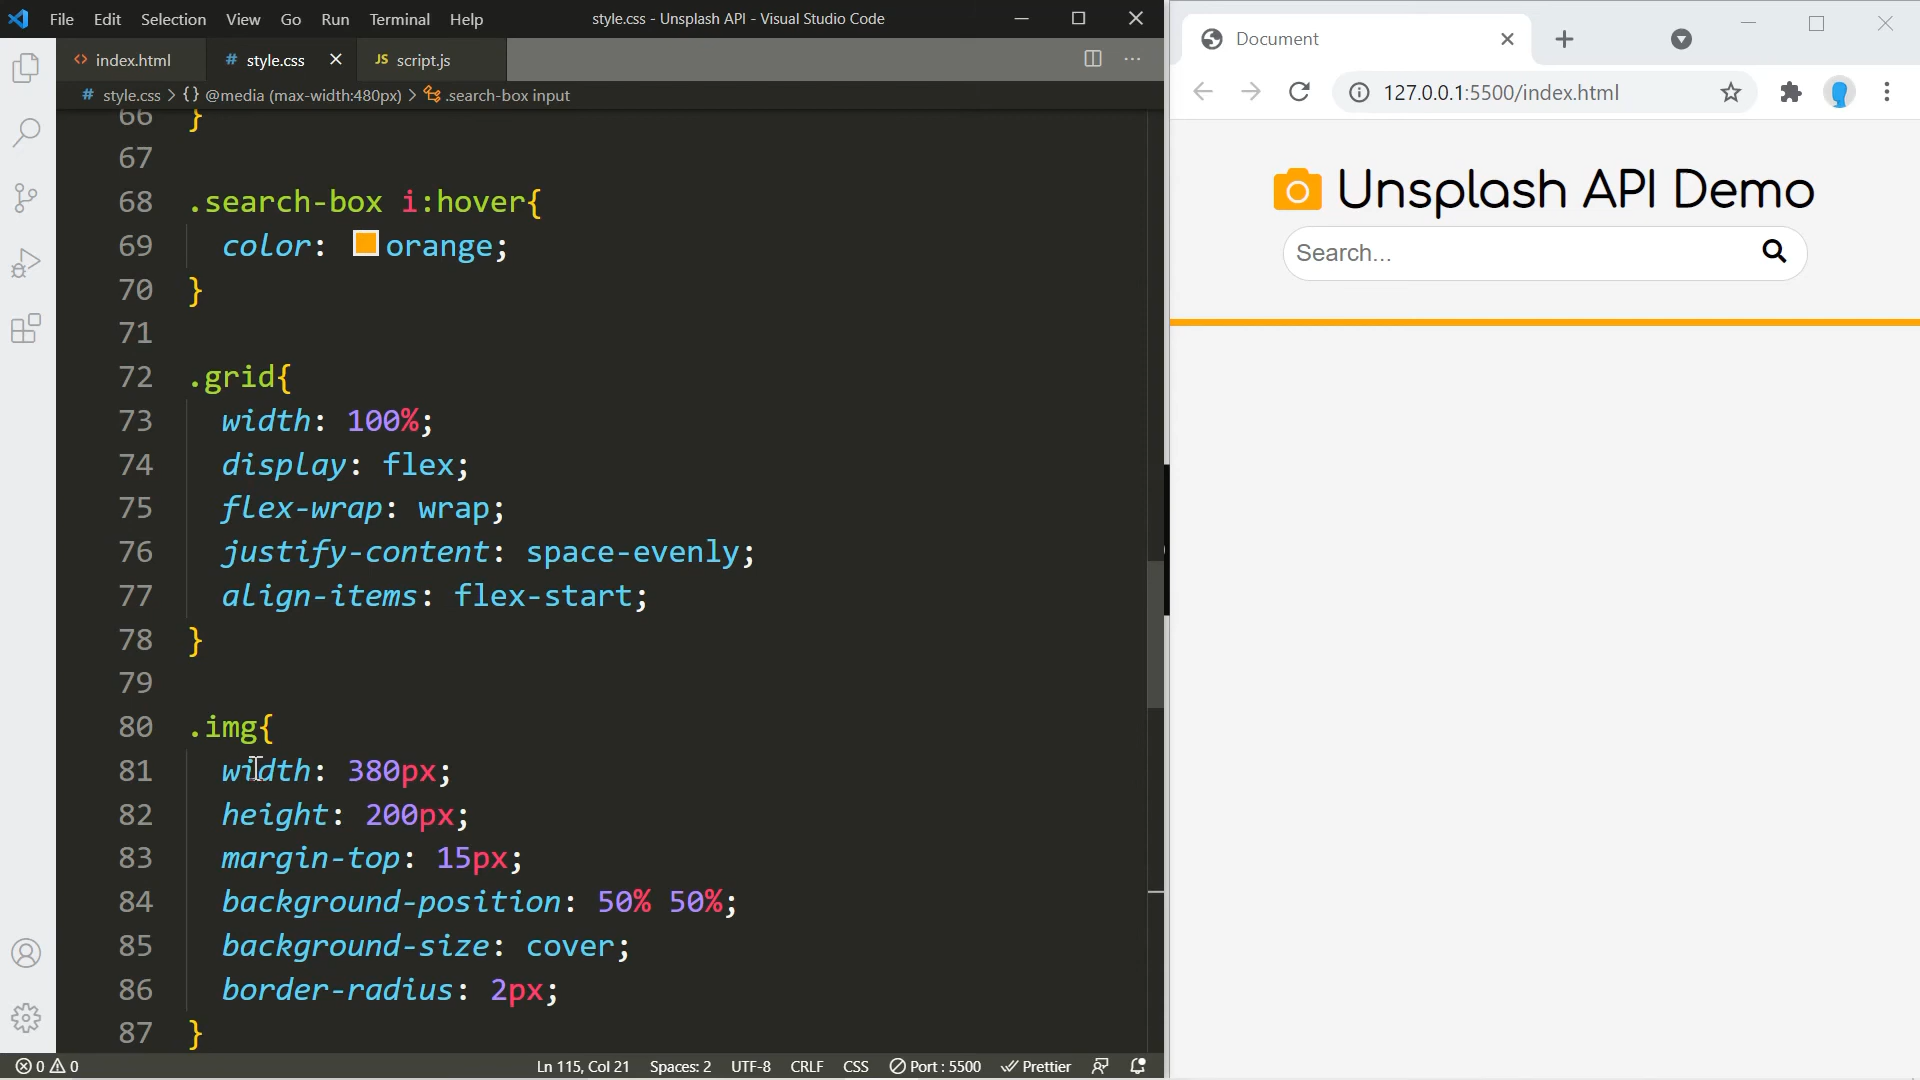 File Edit Selection View Go Run Terminal Help style.css - Unsplash API - Visual Studio Code
index.html # style.css JS script.js
# style.css > {} @media (max-width:480px) > .search-box input
66 }
67
68 .search-box i:hover{
69 color: orange;
70 }
71
72 .grid{
73 width: 100%;
74 display: flex;
75 flex-wrap: wrap;
76 justify-content: space-evenly;
77 align-items: flex-start;
78 }
79
80 .img{
81 width: 380px;
82 height: 200px;
83 margin-top: 15px;
84 background-position: 50% 50%;
85 background-size: cover;
86 border-radius: 2px;
87 }
0 0 Ln 115, Col 21 Spaces: 2 UTF-8 CRLF CSS Port : 5500 Prettier
Document
127.0.0.1:5500/index.html
Unsplash API Demo
Search...